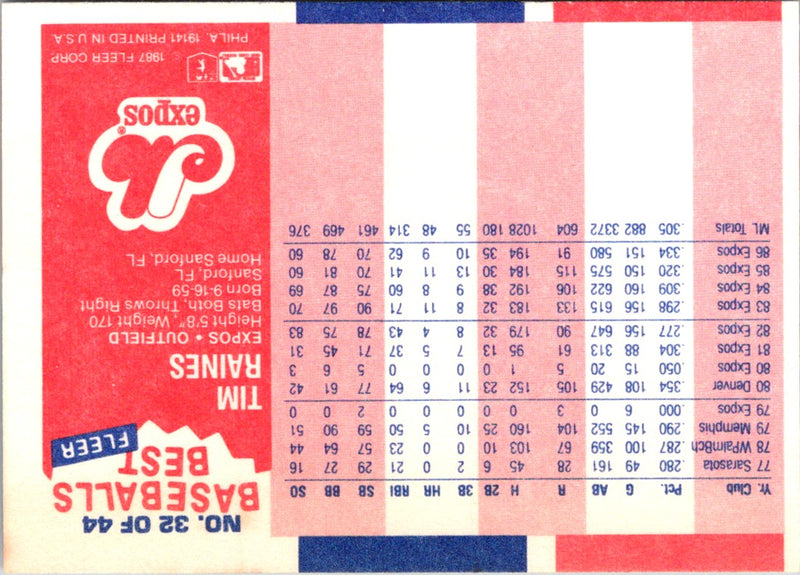 NO. 32 OF 44
BASEBALLS
BEST
FLEER
TIM
RAINES
EXPOS • OUTFIELD
Height 5'8", Weight 170
Bats Both, Throws Right
Born 9-16-59
Sanford, FL
Home Sanford, FL
expos®
© 1987 FLEER CORP
PHILA. 19141 PRINTED IN U.S.A
Yr. Club Pct. G AB R H 2B 3B HR RBI SB BB SO
77 Sarasota .280 49 161 28 45 6 2 0 21 29 27 16
78 W.PalmBch .287 100 359 67 103 10 0 0 23 57 64 44
79 Memphis .290 145 552 104 160 25 10 5 50 59 90 51
79 Expos .000 6 0 3 0 0 0 0 0 2 0 0
80 Denver .354 108 429 105 152 23 11 6 64 77 61 42
80 Expos .050 15 20 5 1 0 0 0 0 5 6 3
81 Expos .304 88 313 61 95 13 7 5 37 71 45 31
82 Expos .277 156 647 90 179 32 8 4 43 78 75 83
83 Expos .298 156 615 133 183 32 8 11 71 90 97 70
84 Expos .309 160 622 106 192 38 9 8 60 75 87 69
85 Expos .320 150 575 115 184 30 13 11 41 70 81 60
86 Expos .334 151 580 91 194 35 10 9 62 70 78 60
ML Totals .305 882 3372 604 1028 180 55 48 314 461 469 376